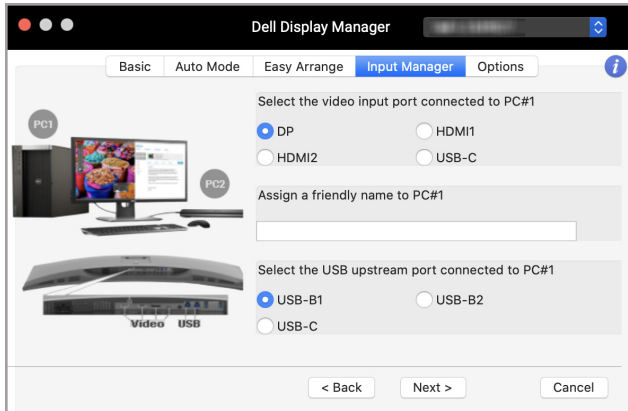 Dell Display Manager
Basic Auto Mode Easy Arrange Input Manager Options i
Select the video input port connected to PC#1
PC1
DP HDMI1
HDMI2 USB-C
PC2
Assign a friendly name to PC#1
Select the USB upstream port connected to PC#1
USB-B1 USB-B2
Video USB
USB-C
< Back Next > Cancel